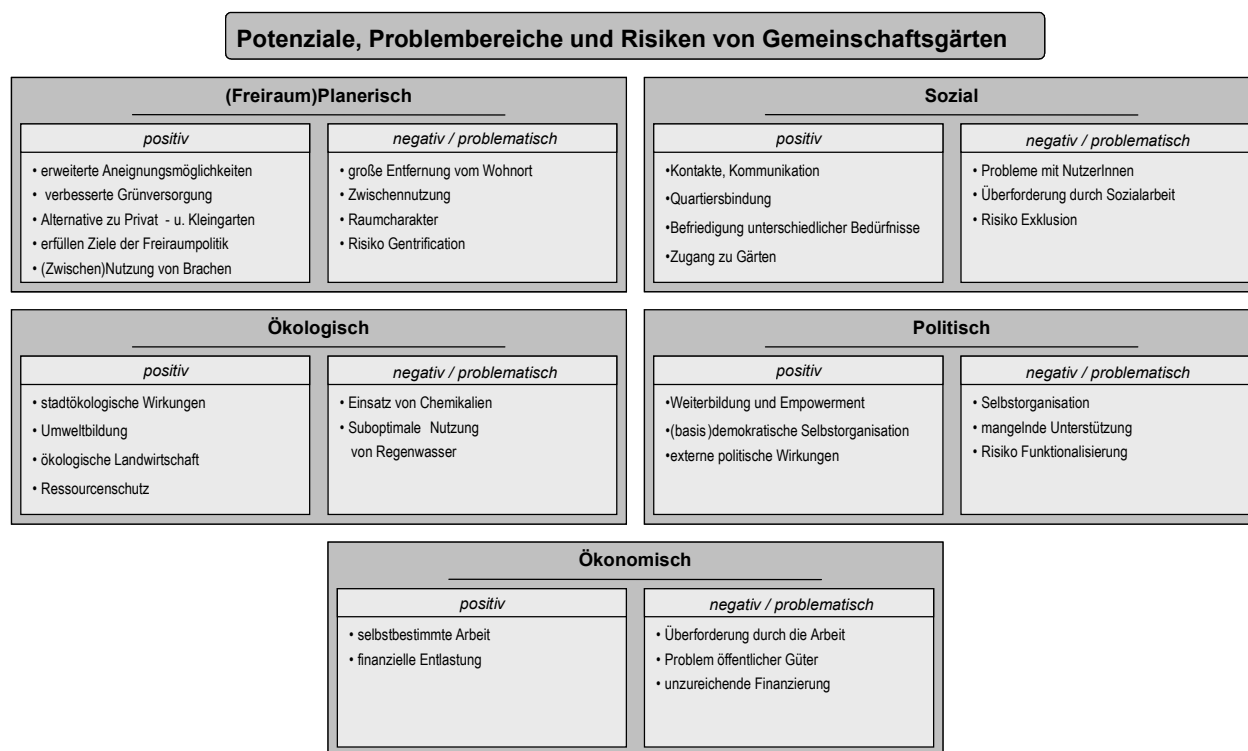 Potenziale, Problembereiche und Risiken von Gemeinschaftsgärten
(Freiraum)Planerisch
positiv
• erweiterte Aneignungsmöglichkeiten
• verbesserte Grünversorgung
• Alternative zu Privat - u. Kleingarten
• erfüllen Ziele der Freiraumpolitik
• (Zwischen)Nutzung von Brachen
negativ / problematisch
• große Entfernung vom Wohnort
• Zwischennutzung
• Raumcharakter
• Risiko Gentrification
Sozial
positiv
•Kontakte, Kommunikation
•Quartiersbindung
•Befriedigung unterschiedlicher Bedürfnisse
•Zugang zu Gärten
negativ / problematisch
• Probleme mit NutzerInnen
• Überforderung durch Sozialarbeit
• Risiko Exklusion
Ökologisch
positiv
• stadtökologische Wirkungen
• Umweltbildung
• ökologische Landwirtschaft
• Ressourcenschutz
negativ / problematisch
• Einsatz von Chemikalien
• Suboptimale Nutzung
von Regenwasser
Politisch
positiv
•Weiterbildung und Empowerment
•(basis)demokratische Selbstorganisation
•externe politische Wirkungen
negativ / problematisch
• Selbstorganisation
• mangelnde Unterstützung
• Risiko Funktionalisierung
Ökonomisch
positiv
• selbstbestimmte Arbeit
• finanzielle Entlastung
negativ / problematisch
• Überforderung durch die Arbeit
• Problem öffentlicher Güter
• unzureichende Finanzierung